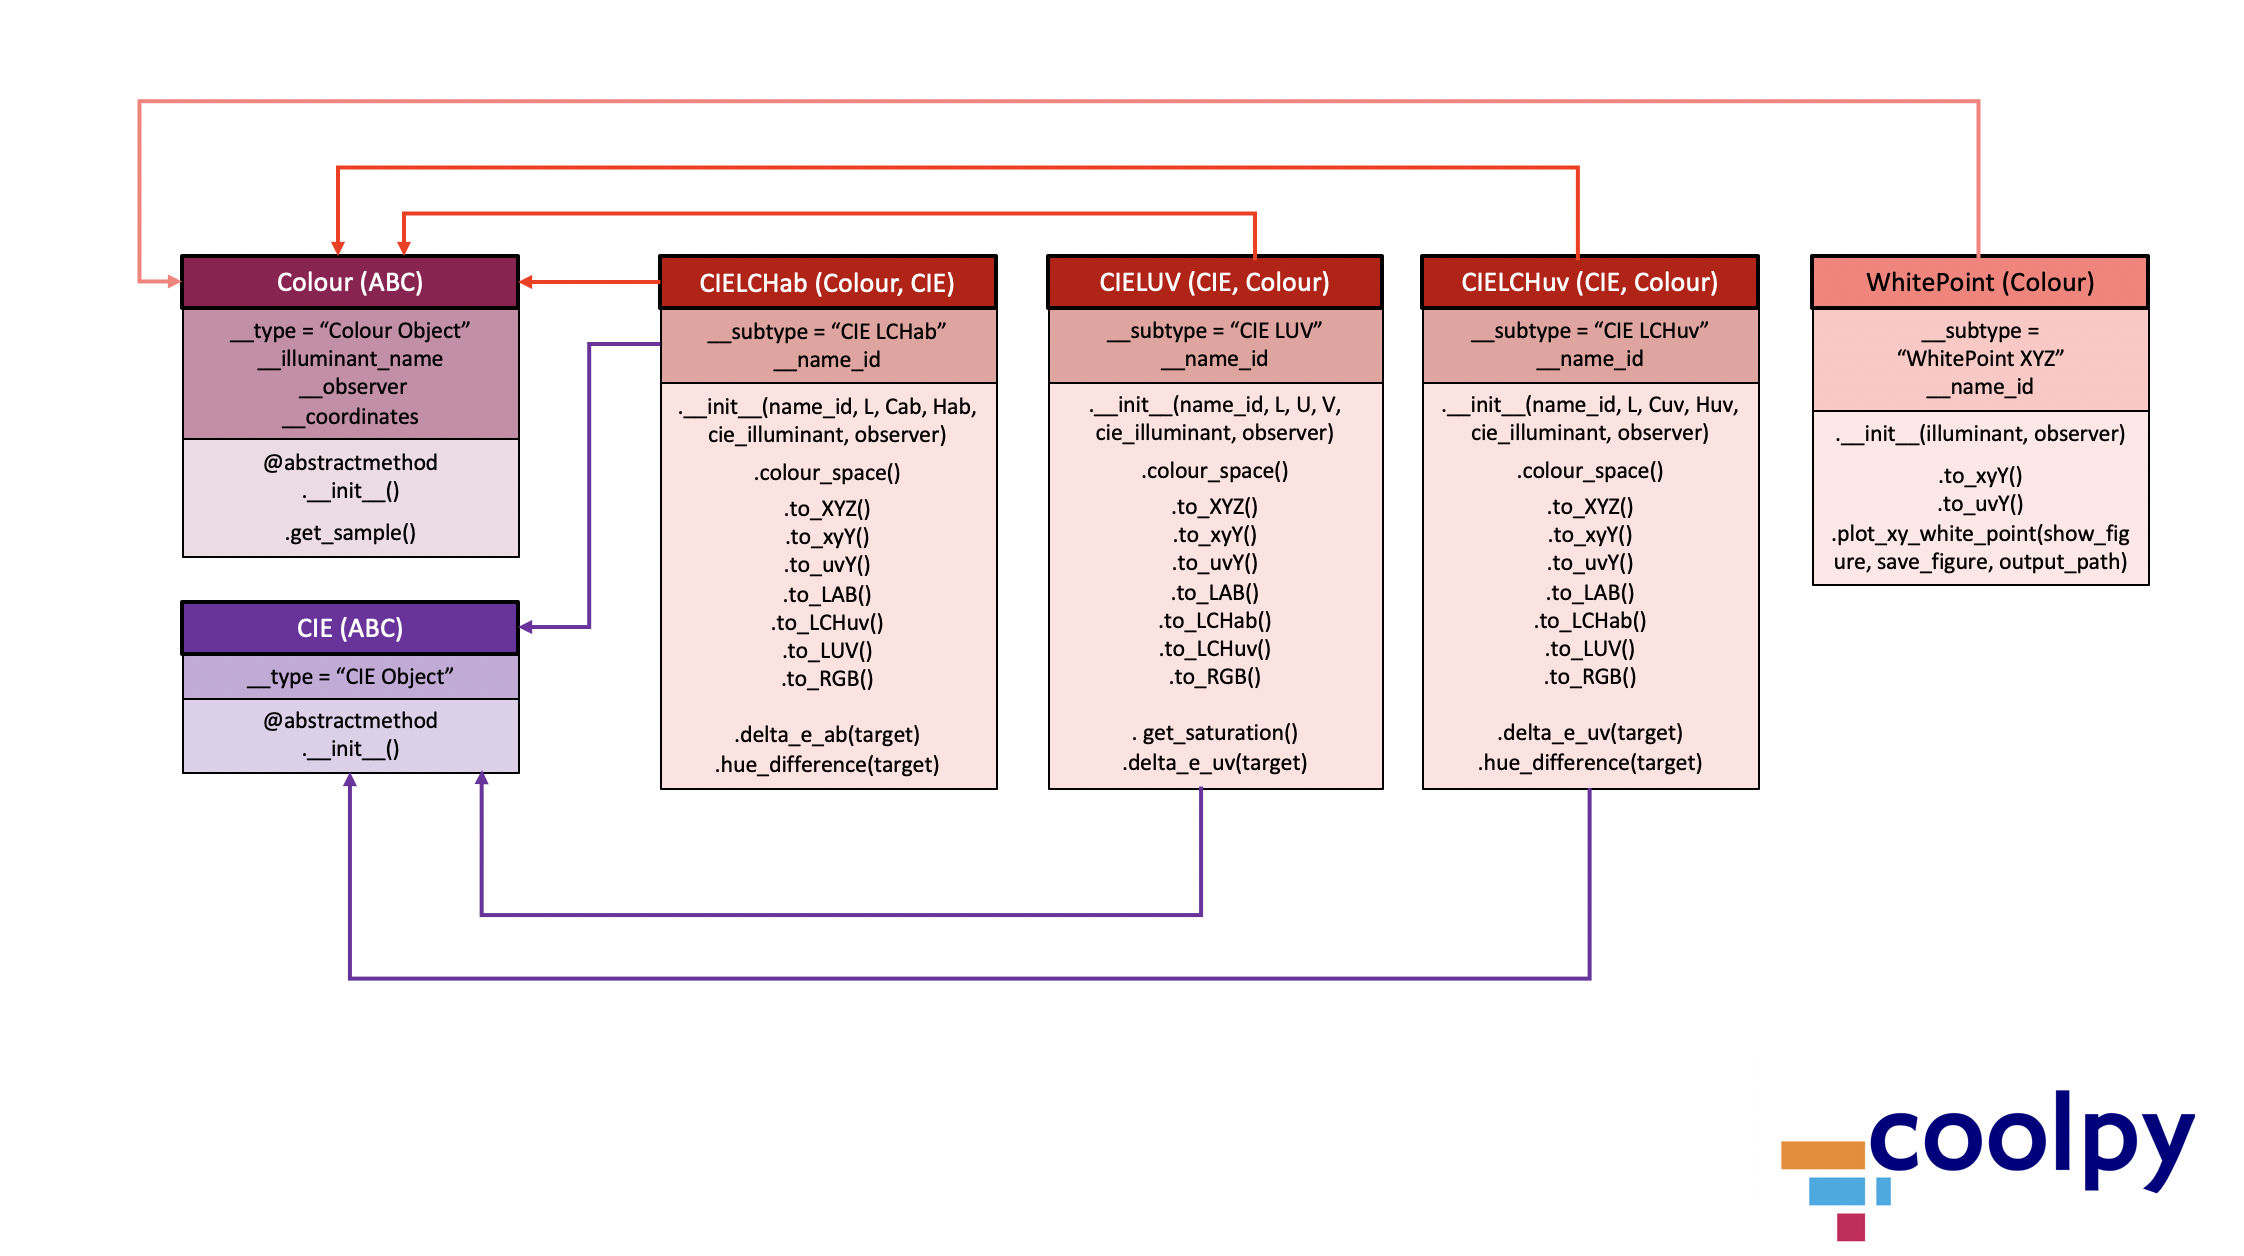 Colour (ABC)
__type = “Colour Object”
__illuminant_name
__observer
__coordinates
@abstractmethod
.__init__()
.get_sample()
CIE (ABC)
__type = “CIE Object”
@abstractmethod
.__init__()
CIELCHab (Colour, CIE)
__subtype = “CIE LCHab”
__name_id
.__init__(name_id, L, Cab, Hab,
cie_illuminant, observer)
.colour_space()
.to_XYZ()
.to_xyY()
.to_uvY()
.to_LAB()
.to_LCHuv()
.to_LUV()
.to_RGB()
.delta_e_ab(target)
.hue_difference(target)
CIELUV (CIE, Colour)
__subtype = “CIE LUV”
__name_id
.__init__(name_id, L, U, V,
cie_illuminant, observer)
.colour_space()
.to_XYZ()
.to_xyY()
.to_uvY()
.to_LAB()
.to_LCHab()
.to_LCHuv()
.to_RGB()
. get_saturation()
.delta_e_uv(target)
CIELCHuv (CIE, Colour)
__subtype = “CIE LCHuv”
__name_id
.__init__(name_id, L, Cuv, Huv,
cie_illuminant, observer)
.colour_space()
.to_XYZ()
.to_xyY()
.to_uvY()
.to_LAB()
.to_LCHab()
.to_LUV()
.to_RGB()
.delta_e_uv(target)
.hue_difference(target)
WhitePoint (Colour)
__subtype =
“WhitePoint XYZ”
__name_id
.__init__(illuminant, observer)
.to_xyY()
.to_uvY()
.plot_xy_white_point(show_fig
ure, save_figure, output_path)
coolpy